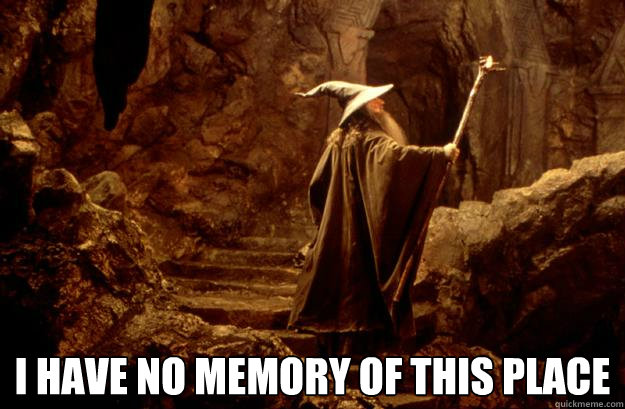 I HAVE NO MEMORY OF THIS PLACE
quickmeme.com